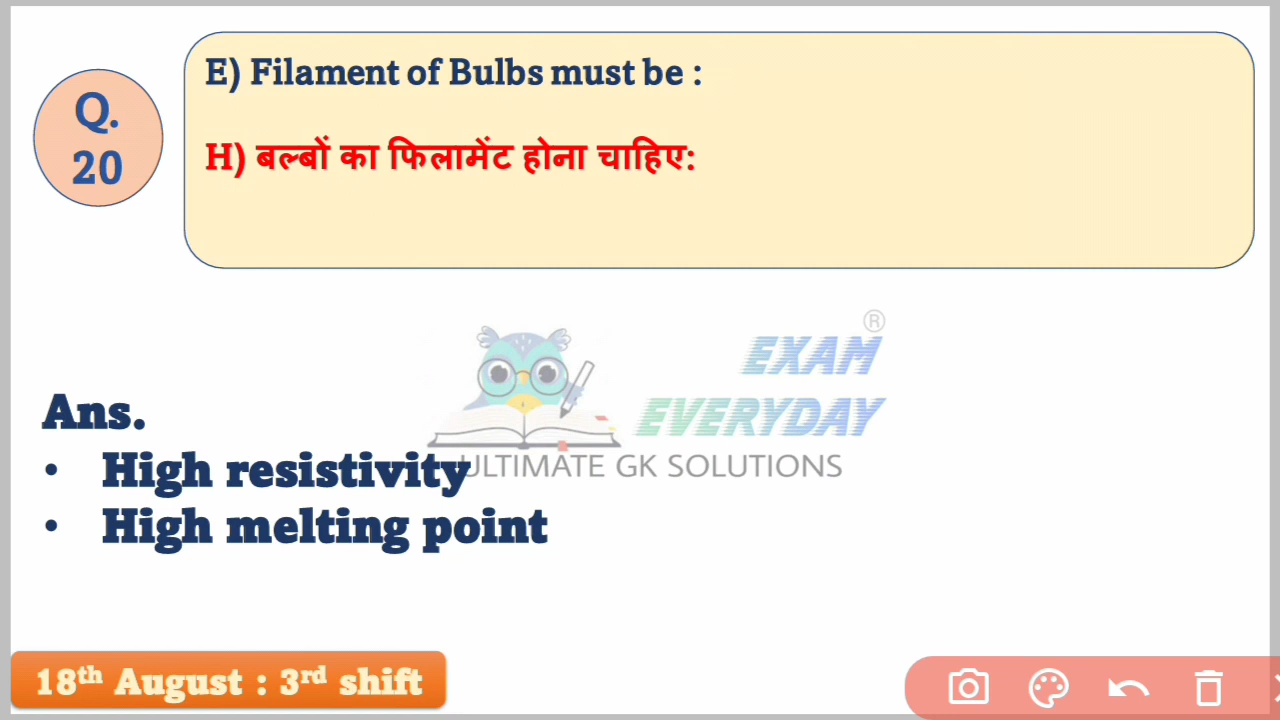 Q.
20
E) Filament of Bulbs must be :
H) बल्बों का फिलामेंट होना चाहिए:
®
EXAM
EVERYDAY
ULTIMATE GK SOLUTIONS
Ans.
• High resistivity
• High melting point
18th August : 3rd shift